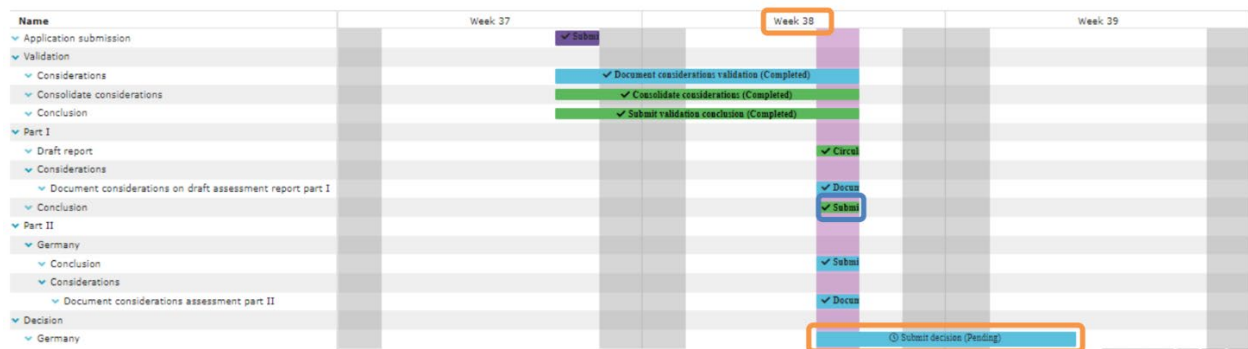 Name Week 37 Week 38 Week 39
Application submission ✔ Submi
Validation
Considerations ✔ Document considerations validation (Completed)
Consolidate considerations ✔ Consolidate considerations (Completed)
Conclusion ✔ Submit validation conclusion (Completed)
Part I
Draft report ✔ Circul
Considerations
Document considerations on draft assessment report part I ✔ Docum
Conclusion ✔ Submi
Part II
Germany
Conclusion ✔ Submi
Considerations
Document considerations assessment part II ✔ Docum
Decision
Germany Submit decision (Pending)